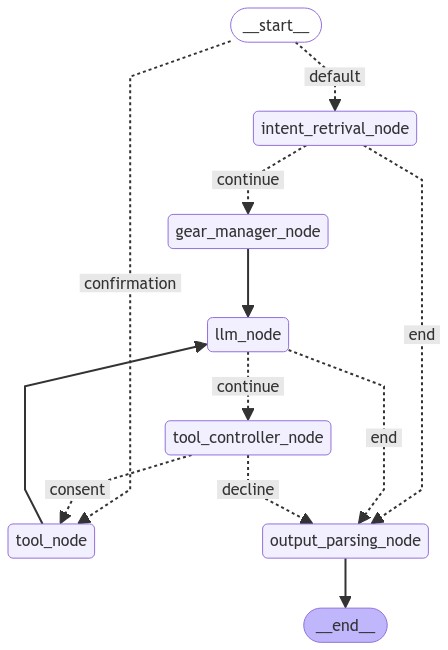 __start__
default
intent_retrival_node
continue
gear_manager_node
confirmation
llm_node
end
continue
tool_controller_node
end
consent
decline
tool_node
output_parsing_node
__end__